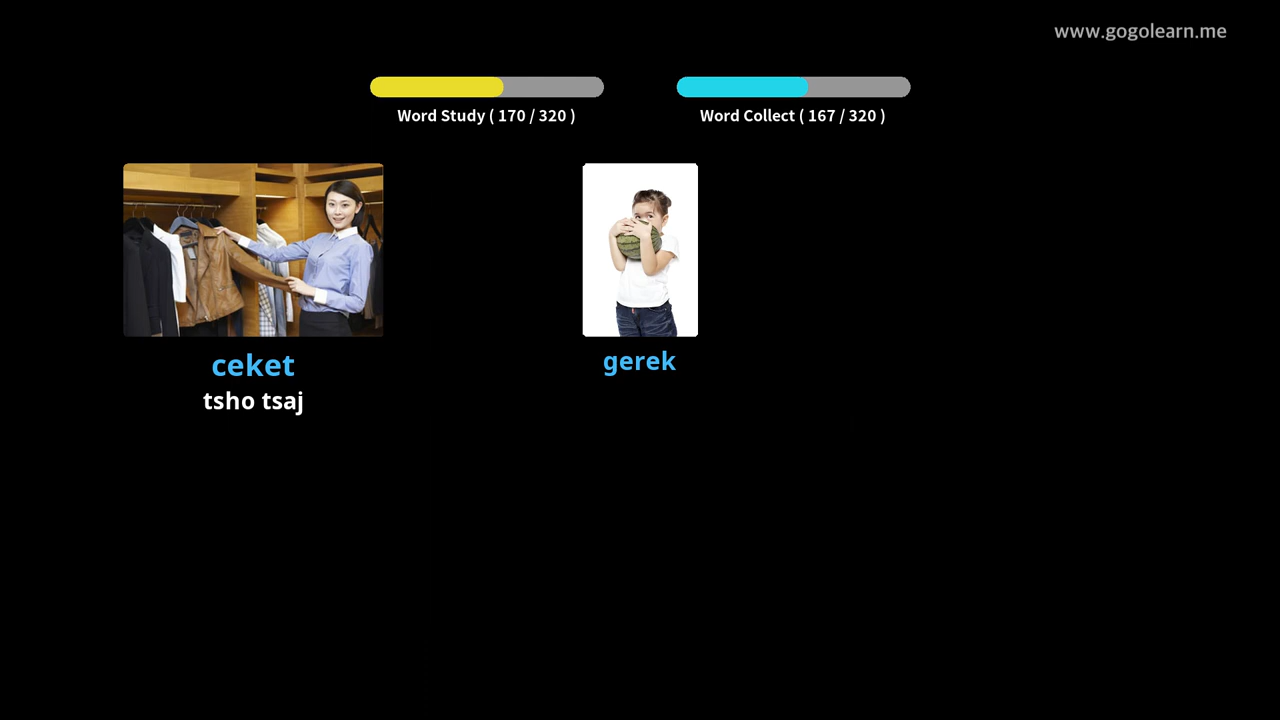 www.gogolearn.me
Word Study ( 170 / 320 )
Word Collect ( 167 / 320 )
ceket
tsho tsaj
gerek